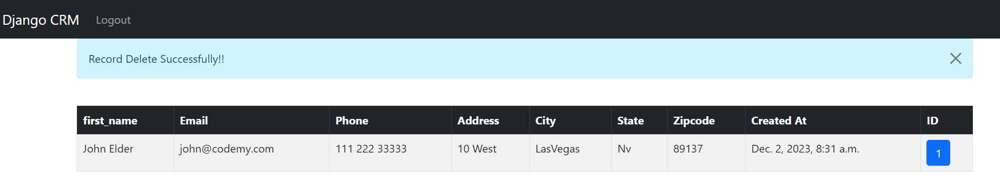 Django CRM Logout
Record Delete Successfully!!
first_name Email Phone Address City State Zipcode Created At ID
John Elder john@codemy.com 111 222 33333 10 West LasVegas Nv 89137 Dec. 2, 2023, 8:31 a.m. 1